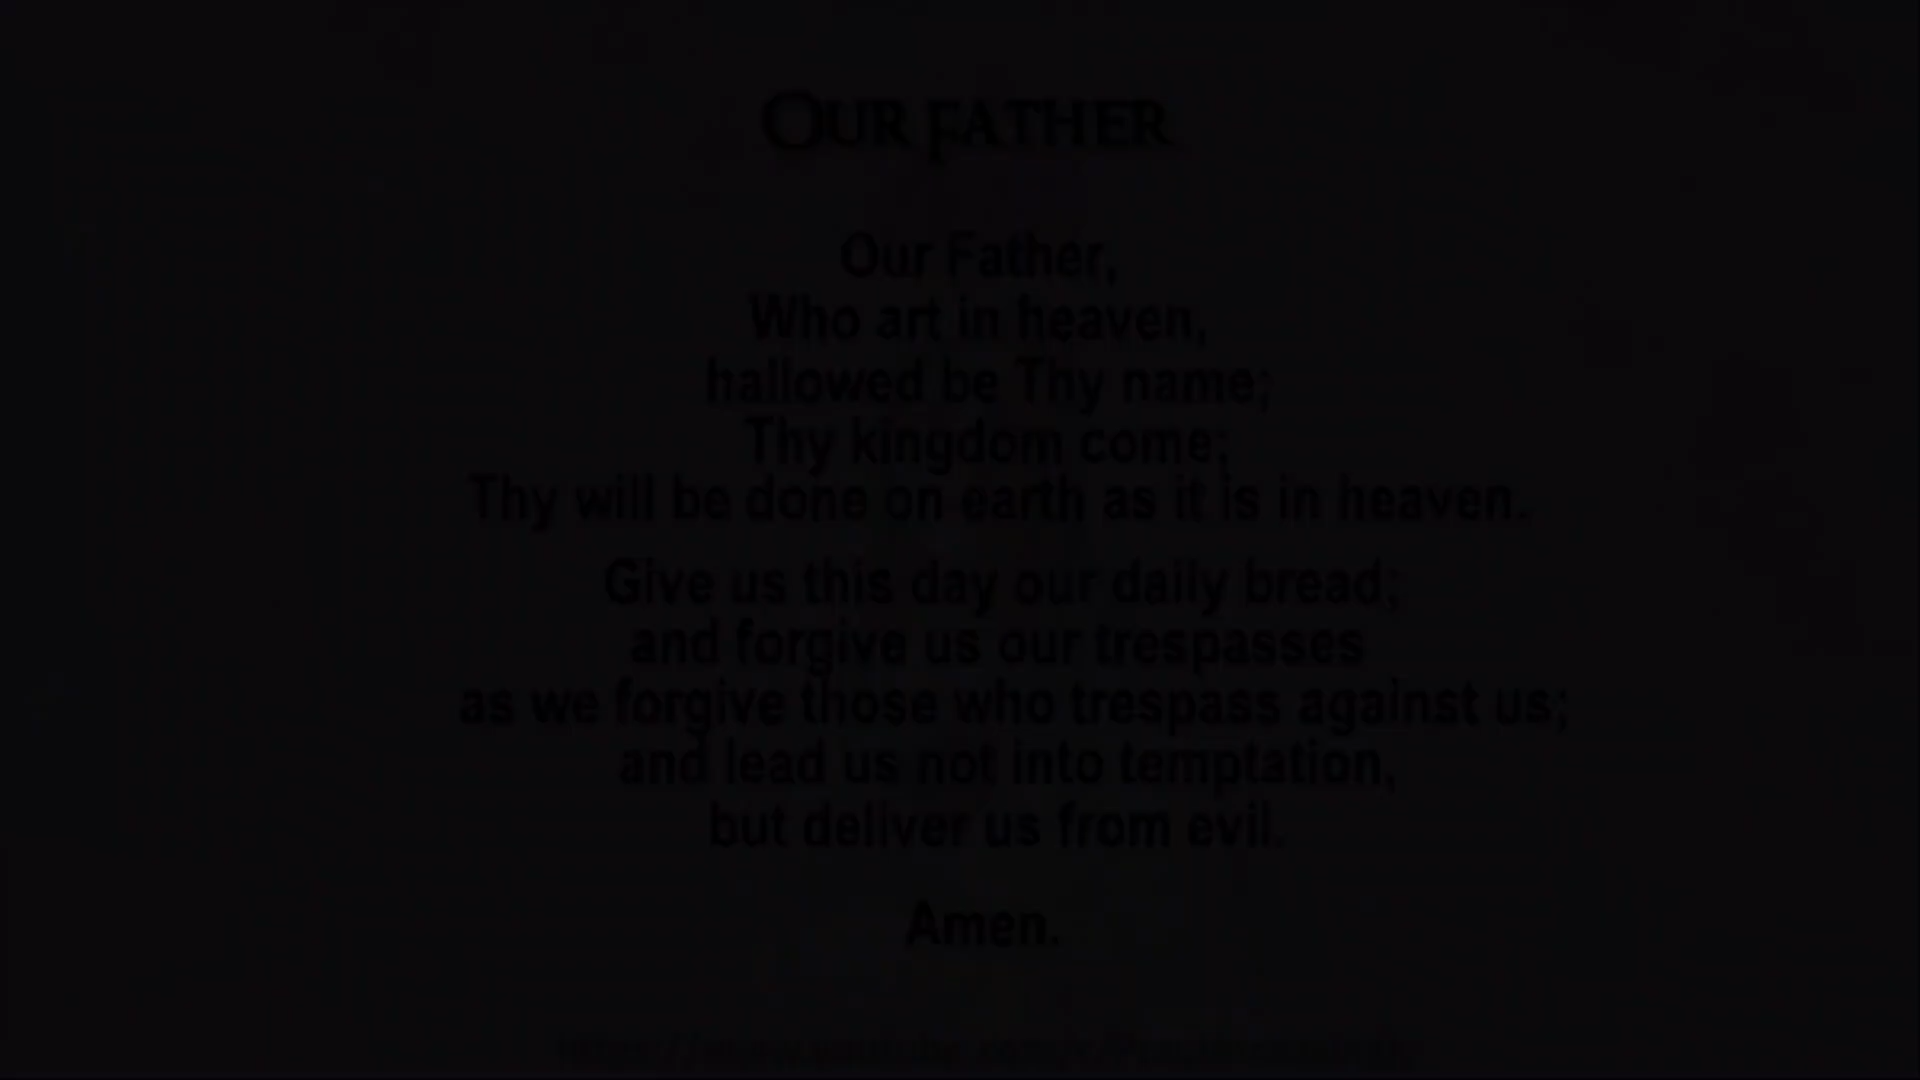 OUR FATHER
Our Father,
Who art in heaven,
hallowed be Thy name;
Thy kingdom come;
Thy will be done on earth as it is in heaven.
Give us this day our daily bread;
and forgive us our trespasses
as we forgive those who trespass against us;
and lead us not into temptation,
but deliver us from evil.
Amen.